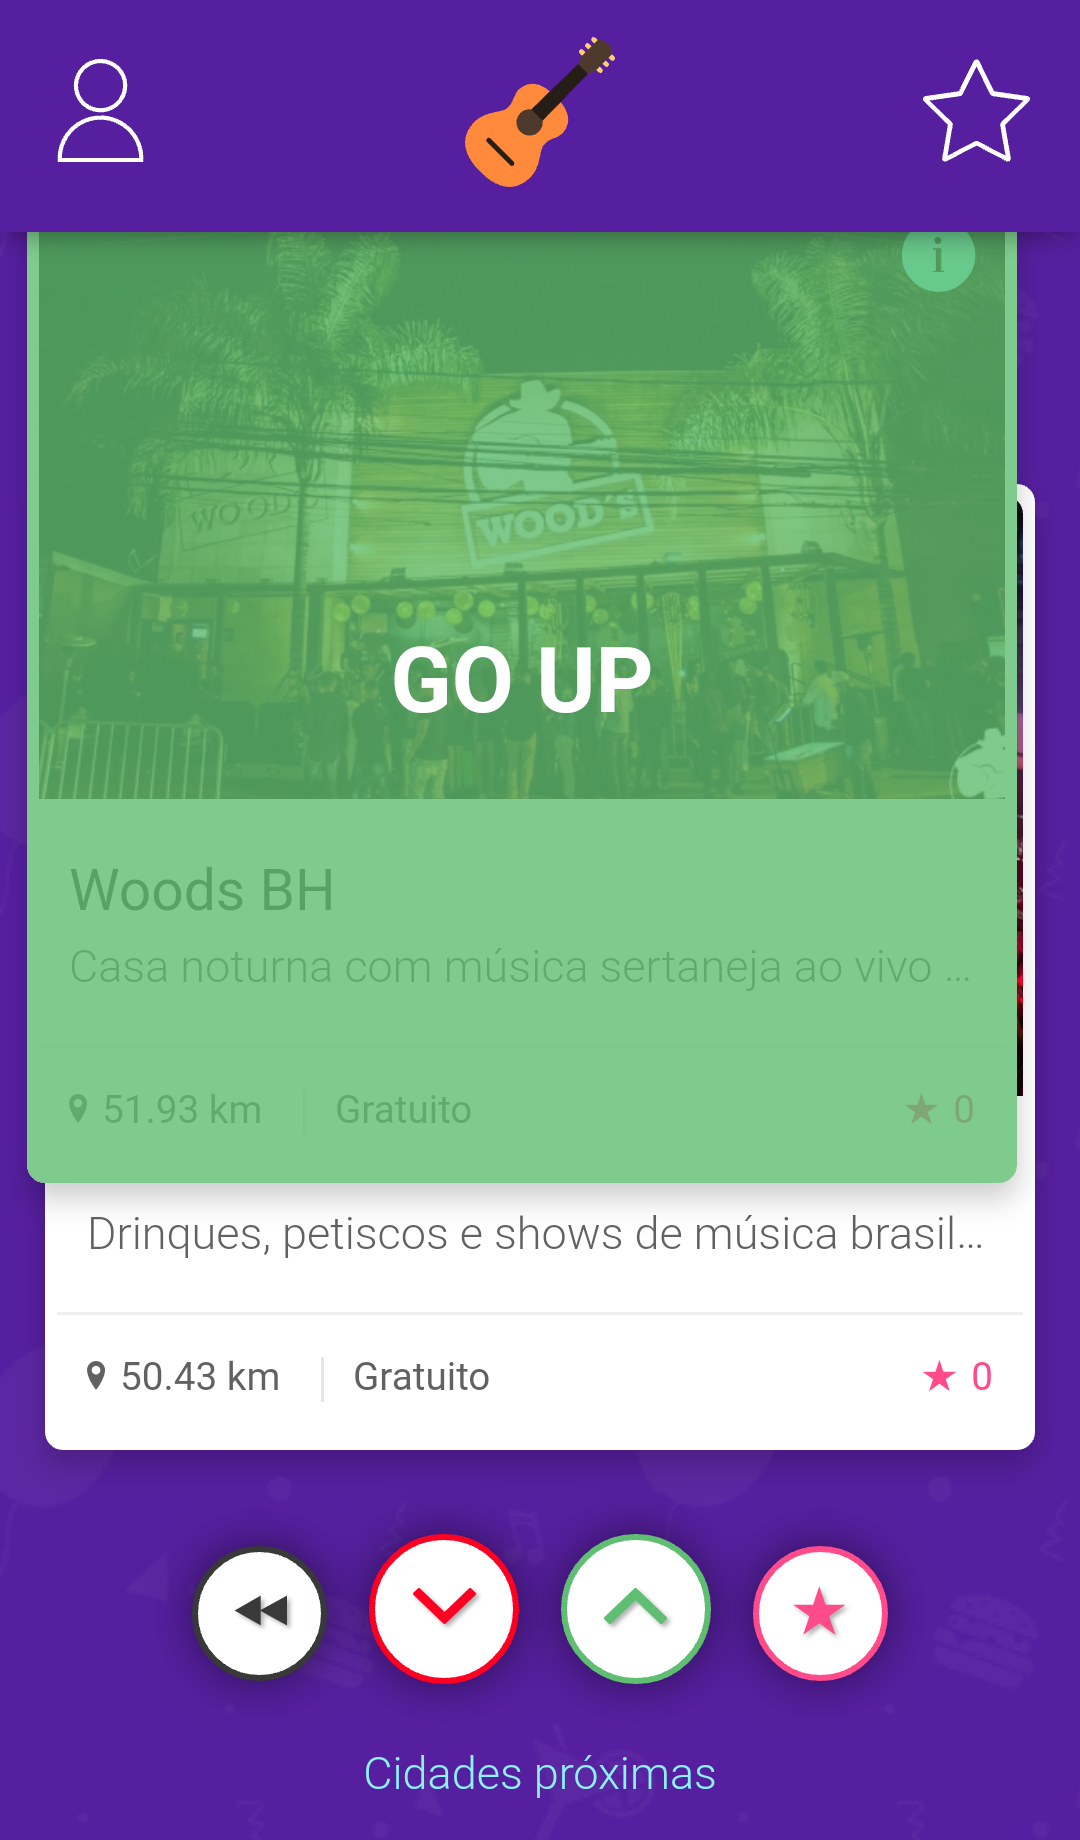 i
WOOD'S
WOOD'S
GO UP
Woods BH
Casa noturna com música sertaneja ao vivo ...
51.93 km
Gratuito
★ 0
Drinques, petiscos e shows de música brasil...
50.43 km
Gratuito
★ 0
Cidades próximas